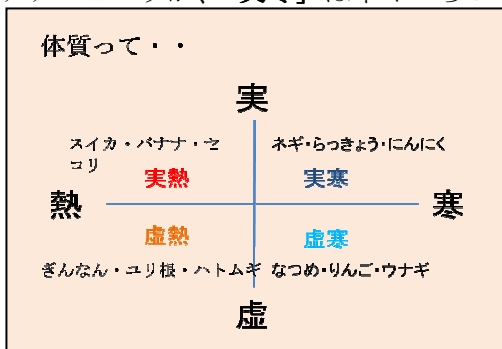 体質って・・
実
スイカ・バナナ・セ
ロリ
ネギ・らっきょう・にんにく
実熱
実寒
熱
寒
虚熱
虚寒
ぎんなん・ユリ根・ハトムギ
なつめ・りんご・ウナギ
虚